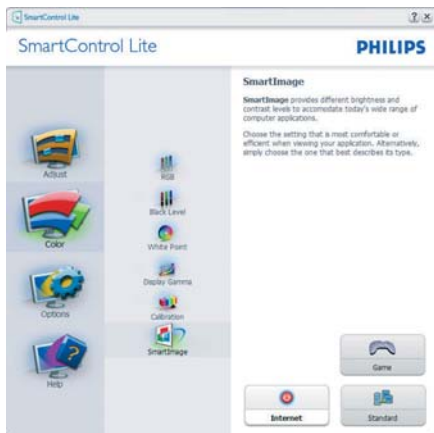 SmartControl Lite
SmartControl Lite
PHILIPS
Adjust
Color
Options
Help
RGB
Black Level
White Point
Display Gamma
Calibration
SmartImage
SmartImage
SmartImage provides different brightness and
contrast levels to accomodate today's wide range of
computer applications.
Choose the setting that is most comfortable or
efficient when viewing your application. Alternatively,
simply choose the one that best describes its type.
Game
Internet
Standard